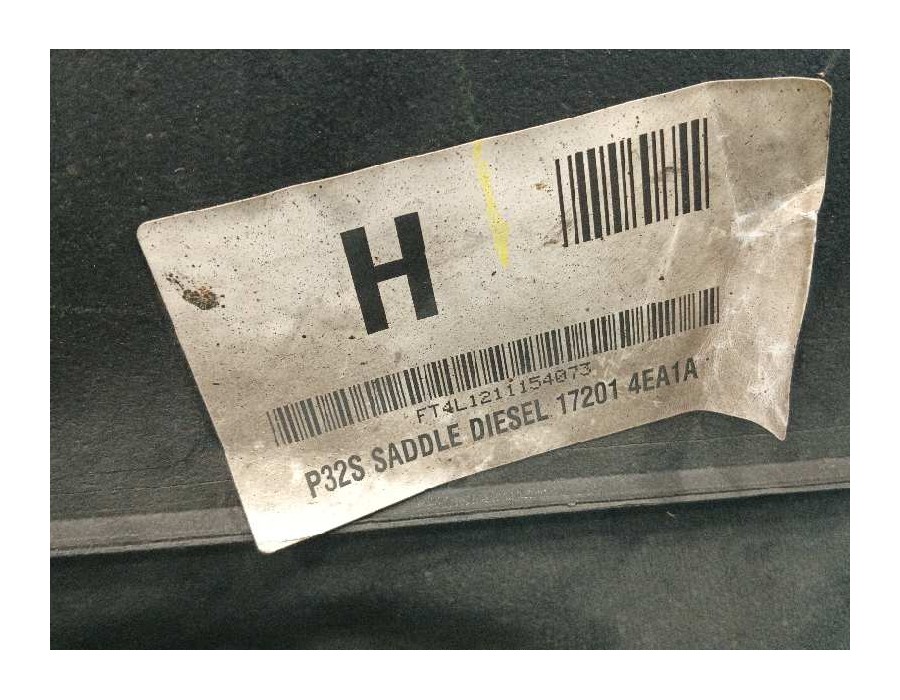 H
FT4L1211154073
P32S SADDLE DIESEL 17201 4EA1A